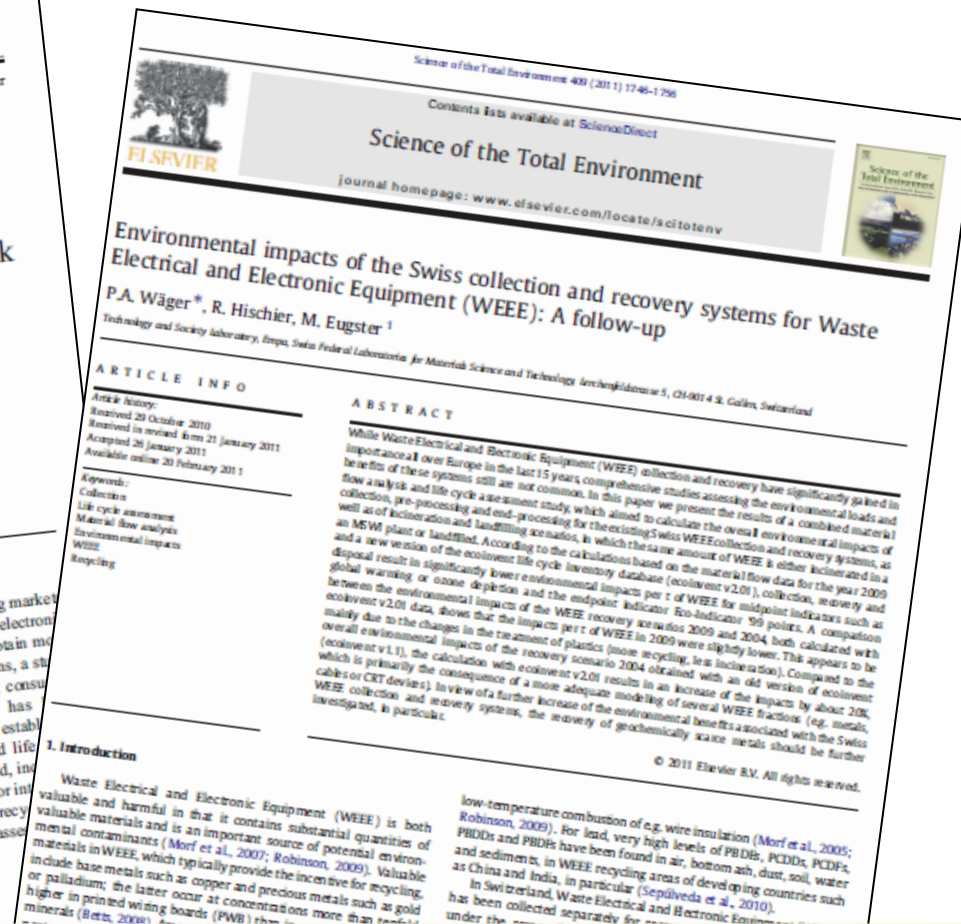 k
g market
electron
consu
has
establ
d life
Science of the Total Environment 409 (2011) 1746–1756
ELSEVIER
Contents lists available at ScienceDirect
Science of the Total Environment
journal homepage: www.elsevier.com/locate/scitotenv
Science of the
Total Environment
Environmental impacts of the Swiss collection and recovery systems for Waste
Electrical and Electronic Equipment (WEEE): A follow-up
P.A. Wäger *, R. Hischier, M. Eugster 1
Technology and Society Laboratory, Empa, Swiss Federal Laboratories for Materials Science and Technology, Lerchenfeldstrasse 5, CH-9014 St. Gallen, Switzerland
ARTICLE INFO
Article history:
Received 29 October 2010
Received in revised form 21 January 2011
Accepted 26 January 2011
Available online 20 February 2011
Keywords:
Collection
Life cycle assessment
Material flow analysis
Environmental impacts
WEEE
Recycling
ABSTRACT
While Waste Electrical and Electronic Equipment (WEEE) collection and recovery have significantly gained in
importance all over Europe in the last 15 years, comprehensive studies assessing the environmental loads and
benefits of these systems still are not common. In this paper we present the results of a combined material
flow analysis and life cycle assessment study, which aimed to calculate the overall environmental impacts of
collection, pre-processing and end-processing for the existing Swiss WEEE collection and recovery systems, as
well as of incineration and landfilling scenarios, in which the same amount of WEEE is either incinerated in a
an MSWI plant or landfilled. According to the calculations based on the material flow data for the year 2009
and a new version of the ecoinvent life cycle inventory database (ecoinvent v2.01), collection, recovery and
disposal result in significantly lower environmental impacts per t of WEEE for midpoint indicators such as
global warming or ozone depletion and the endpoint indicator Eco-Indicator '99 points. A comparison
between the environmental impacts of the WEEE recovery scenarios 2009 and 2004, both calculated with
ecoinvent v2.01 data, shows that the impacts per t of WEEE in 2009 were slightly lower. This appears to be
mainly due to the changes in the treatment of plastics (more recycling, less incineration). Compared to the
overall environmental impacts of the recovery scenario 2004 obtained with an old version of ecoinvent
(ecoinvent v1.1), the calculation with ecoinvent v2.01 results in an increase of the impacts by about 20%,
which is primarily the consequence of a more adequate modeling of several WEEE fractions (e.g. metals,
cables or CRT devices). In view of a further increase of the environmental benefits associated with the Swiss
WEEE collection and recovery systems, the recovery of geochemically scarce metals should be further
investigated, in particular.
© 2011 Elsevier B.V. All rights reserved.
1. Introduction
Waste Electrical and Electronic Equipment (WEEE) is both
valuable and harmful in that it contains substantial quantities of
valuable materials and is an important source of potential environ-
mental contaminants (Morf et al., 2007; Robinson, 2009). Valuable
materials in WEEE, which typically provide the incentive for recycling,
include base metals such as copper and precious metals such as gold
or palladium; the latter occur at concentrations more than tenfold
higher in printed wiring boards (PWB) than in
minerals (Betts, 2008).
low-temperature combustion of e.g. wire insulation (Morf et al., 2005;
Robinson, 2009). For lead, very high levels of PBDEs, PCDDs, PCDFs,
PBDDs and PBDFs have been found in air, bottom ash, dust, soil, water
and sediments, in WEEE recycling areas of developing countries such
as China and India, in particular (Sepúlveda et al., 2010).
In Switzerland, Waste Electrical and Electronic Equipment
has been collected separately for
under the